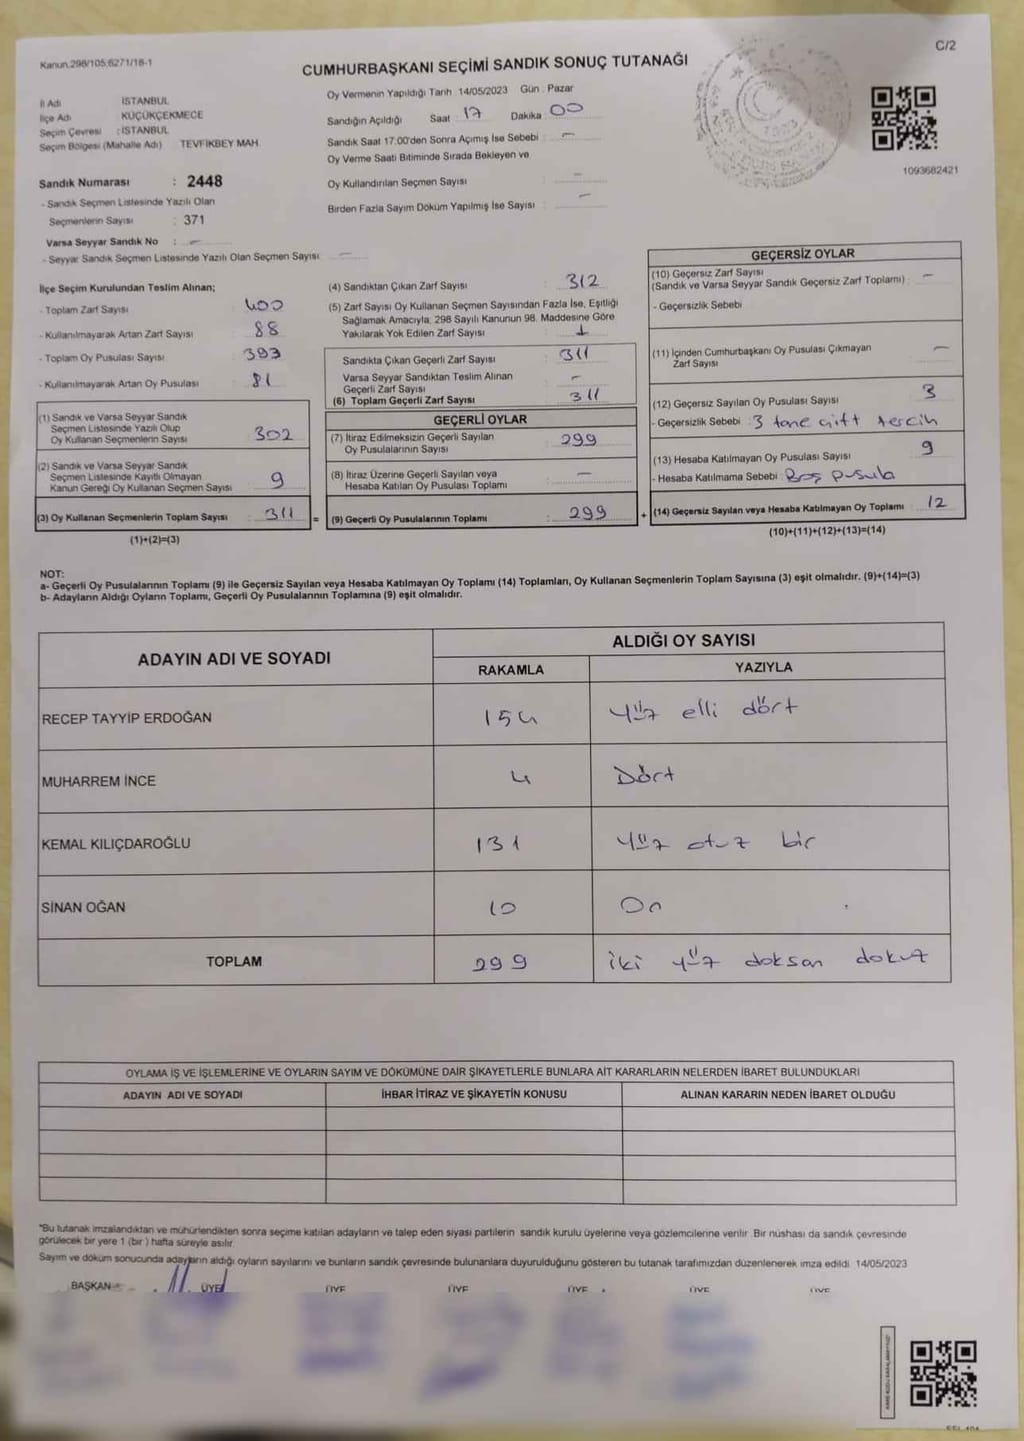 Kanun.298/105;6271/18-1
C/2
CUMHURBAŞKANI SEÇİMİ SANDIK SONUÇ TUTANAĞI
İl Adı : İSTANBUL
İlçe Adı : KÜÇÜKÇEKMECE
Seçim Çevresi : İSTANBUL
Seçim Bölgesi (Mahalle Adı) TEVFİKBEY MAH.
Sandık Numarası : 2448
- Sandık Seçmen Listesinde Yazılı Olan
Seçmenlerin Sayısı : 371
Varsa Seyyar Sandık No : -
- Seyyar Sandık Seçmen Listesinde Yazılı Olan Seçmen Sayısı: -
Oy Vermenin Yapıldığı Tarih 14/05/2023 Gün : Pazar
Sandığın Açıldığı Saat 17 Dakika 00
Sandık Saat 17:00'den Sonra Açımış İse Sebebi : -
Oy Verme Saati Bitiminde Sırada Bekleyen ve
Oy Kullandırılan Seçmen Sayısı : -
Birden Fazla Sayım Döküm Yapılmış İse Sayısı : -
1093682421
İlçe Seçim Kurulundan Teslim Alınan;
- Toplam Zarf Sayısı : 400
- Kullanılmayarak Artan Zarf Sayısı : 88
- Toplam Oy Pusulası Sayısı : 393
- Kullanılmayarak Artan Oy Pusulası : 81
(1) Sandık ve Varsa Seyyar Sandık
Seçmen Listesinde Yazılı Olup
Oy Kullanan Seçmenlerin Sayısı : 302
(2) Sandık ve Varsa Seyyar Sandık
Seçmen Listesinde Kayıtlı Olmayan
Kanun Gereği Oy Kullanan Seçmen Sayısı : 9
(3) Oy Kullanan Seçmenlerin Toplam Sayısı : 311
(1)+(2)=(3)
(4) Sandıktan Çıkan Zarf Sayısı : 312
(5) Zarf Sayısı Oy Kullanan Seçmen Sayısından Fazla İse, Eşitliği
Sağlamak Amacıyla; 298 Sayılı Kanunun 98. Maddesine Göre
Yakılarak Yok Edilen Zarf Sayısı : 1
Sandıkta Çıkan Geçerli Zarf Sayısı : 311
Varsa Seyyar Sandıktan Teslim Alınan
Geçerli Zarf Sayısı : -
(6) Toplam Geçerli Zarf Sayısı : 311
GEÇERLİ OYLAR
(7) İtiraz Edilmeksizin Geçerli Sayılan
Oy Pusulalarının Sayısı : 299
(8) İtiraz Üzerine Geçerli Sayılan veya
Hesaba Katılan Oy Pusulası Toplamı : -
= (9) Geçerli Oy Pusulalarının Toplamı : 299
GEÇERSİZ OYLAR
(10) Geçersiz Zarf Sayısı
(Sandık ve Varsa Seyyar Sandık Geçersiz Zarf Toplamı) : -
- Geçersizlik Sebebi
(11) İçinden Cumhurbaşkanı Oy Pusulası Çıkmayan
Zarf Sayısı -
(12) Geçersiz Sayılan Oy Pusulası Sayısı : 3
- Geçersizlik Sebebi : 3 tane çift tercih
(13) Hesaba Katılmayan Oy Pusulası Sayısı : 9
- Hesaba Katılmama Sebebi : Boş pusula
+ (14) Geçersiz Sayılan veya Hesaba Katılmayan Oy Toplamı : 12
(10)+(11)+(12)+(13)=(14)
NOT:
a- Geçerli Oy Pusulalarının Toplamı (9) ile Geçersiz Sayılan veya Hesaba Katılmayan Oy Toplamı (14) Toplamları, Oy Kullanan Seçmenlerin Toplam Sayısına (3) eşit olmalıdır. (9)+(14)=(3)
b- Adayların Aldığı Oyların Toplamı, Geçerli Oy Pusulalarının Toplamına (9) eşit olmalıdır.
ADAYIN ADI VE SOYADI
ALDIĞI OY SAYISI
RAKAMLA YAZIYLA
RECEP TAYYİP ERDOĞAN 154 Yüz elli dört
MUHARREM İNCE 4 Dört
KEMAL KILIÇDAROĞLU 131 Yüz otuz bir
SİNAN OĞAN 10 On
TOPLAM 299 iki yüz doksan dokuz
OYLAMA İŞ VE İŞLEMLERİNE VE OYLARIN SAYIM VE DÖKÜMÜNE DAİR ŞİKAYETLERLE BUNLARA AİT KARARLARIN NELERDEN İBARET BULUNDUKLARI
ADAYIN ADI VE SOYADI İHBAR İTİRAZ VE ŞİKAYETİN KONUSU ALINAN KARARIN NEDEN İBARET OLDUĞU
*Bu tutanak imzalandıktan ve mühürlendikten sonra seçime katılan adayların ve talep eden siyasi partilerin sandık kurulu üyelerine veya gözlemcilerine verilir. Bir nüshası da sandık çevresinde
görülecek bir yere 1 (bir) hafta süreyle asılır.
Sayım ve döküm sonucunda adayların aldığı oyların sayılarını ve bunların sandık çevresinde bulunanlara duyurulduğunu gösteren bu tutanak tarafımızdan düzenlenerek imza edildi. 14/05/2023
BAŞKAN ÜYE ÜYE ÜYE ÜYE ÜYE ÜYE